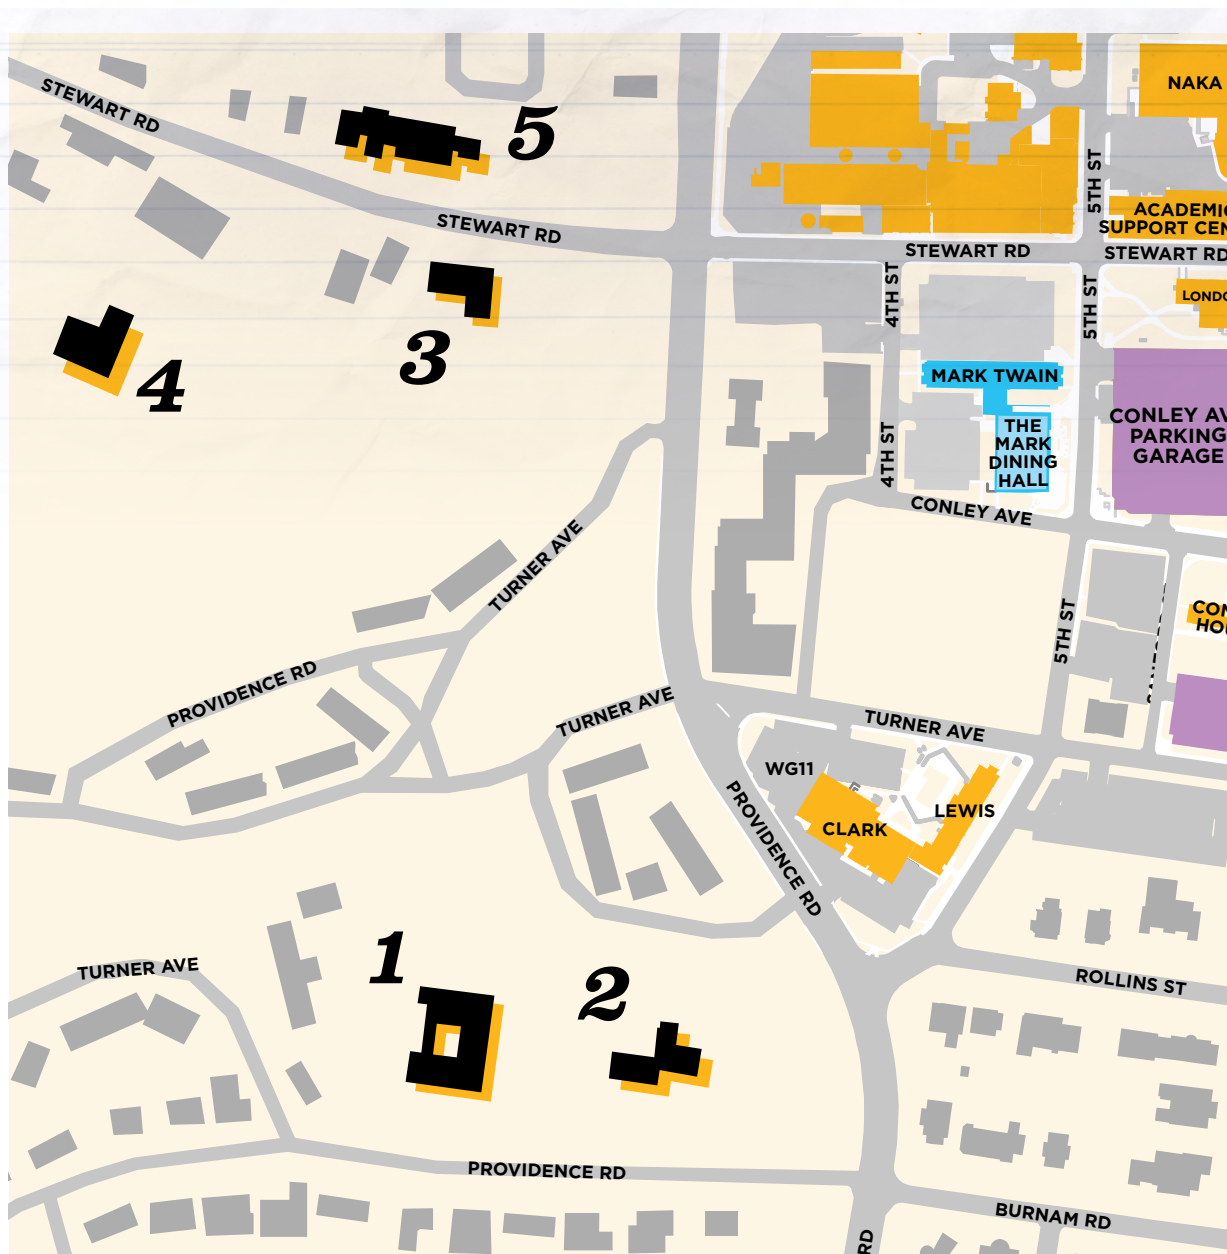 STEWART RD
5
NAKA
5TH ST
ACADEMIC
SUPPORT CEN
STEWART RD
STEWART RD
STEWART RD
4TH ST
5TH ST
LONDO
3
4
MARK TWAIN
THE
MARK
DINING
HALL
CONLEY AV
PARKING
GARAGE
4TH ST
CONLEY AVE
TURNER AVE
5TH ST
CON
HOU
PROVIDENCE RD
TURNER AVE
TURNER AVE
WG11
LEWIS
CLARK
PROVIDENCE RD
1
TURNER AVE
2
ROLLINS ST
PROVIDENCE RD
BURNAM RD
RD